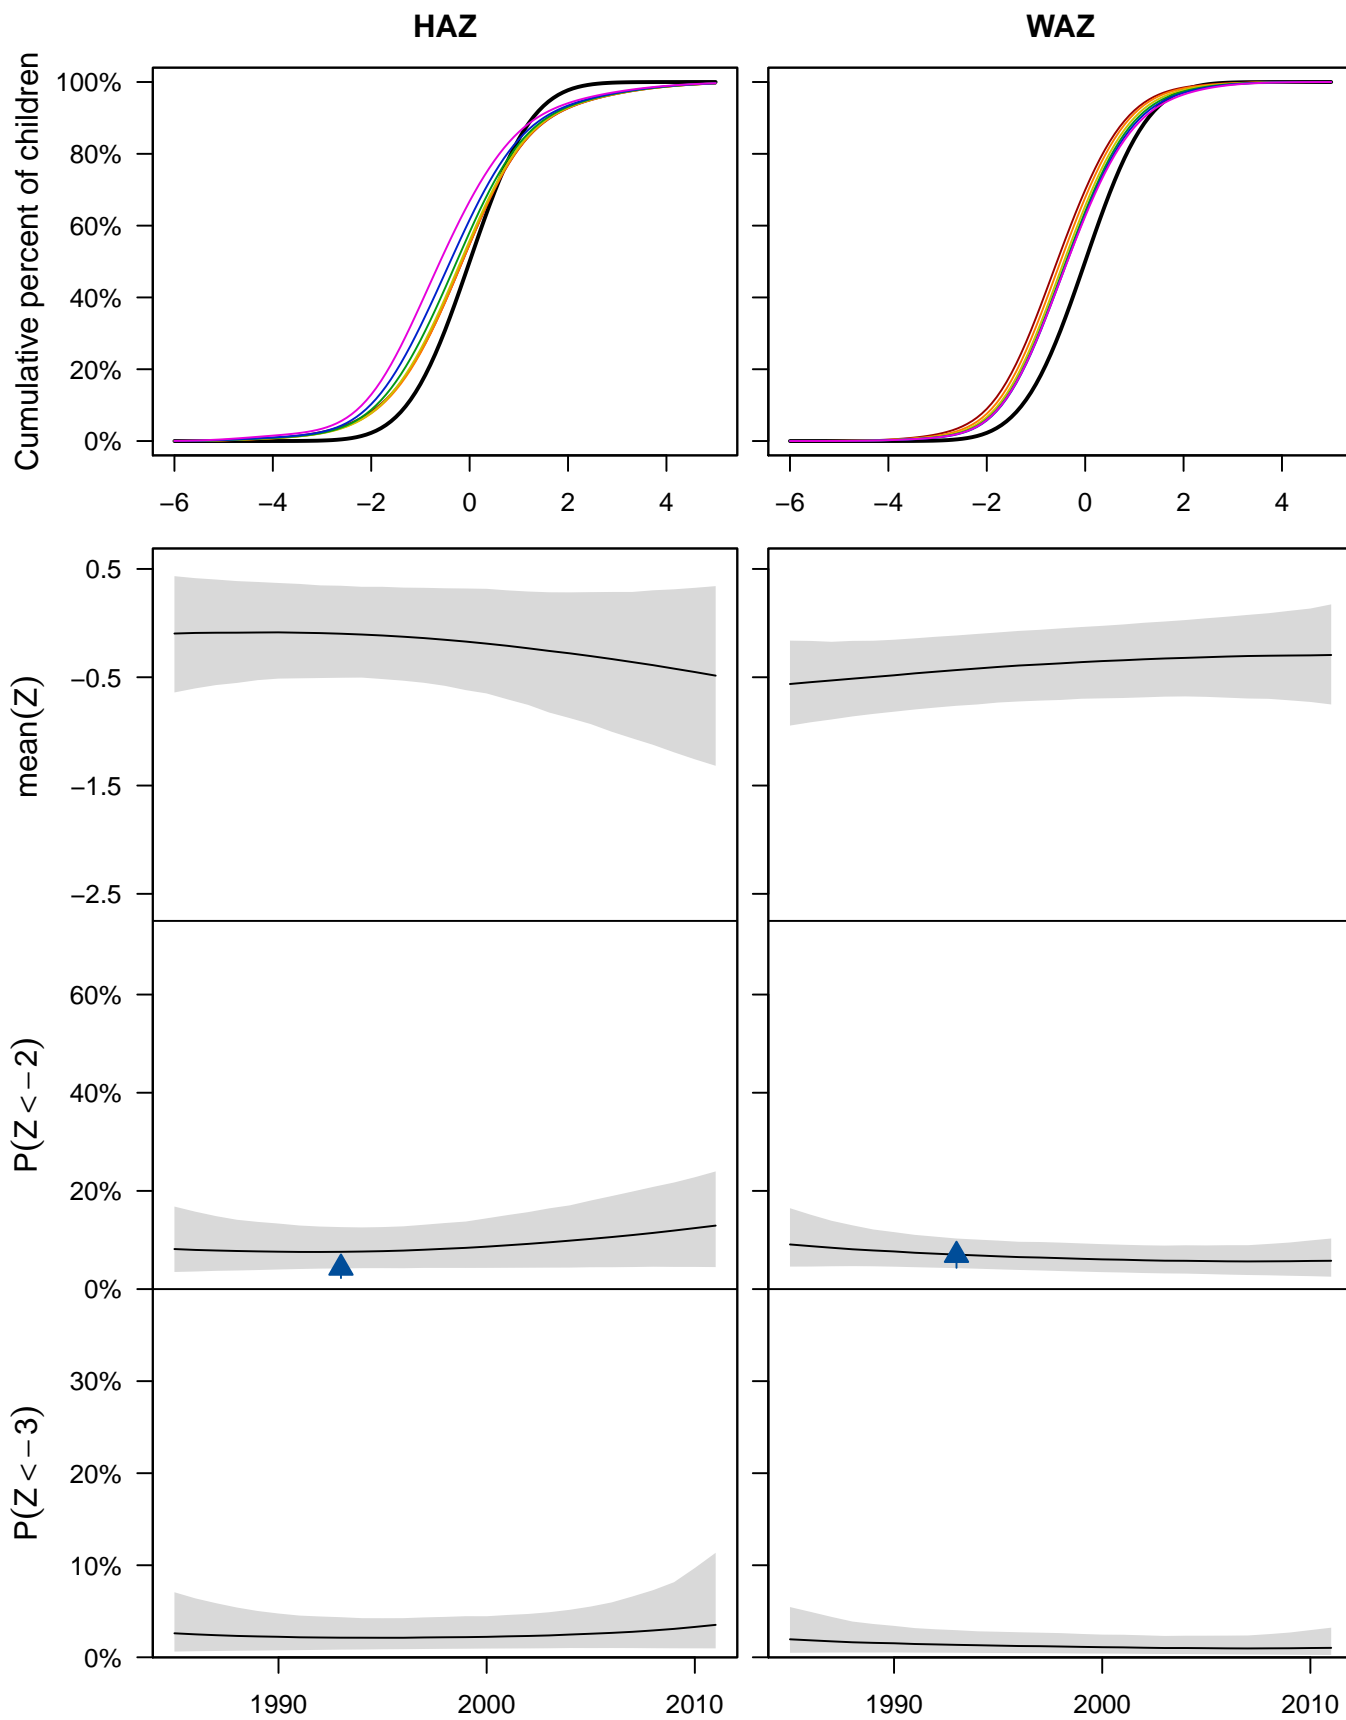 HAZ WAZ
Cumulative percent of children
100%
80%
60%
40%
20%
0%
−6 −4 −2 0 2 4
−6 −4 −2 0 2 4
mean(Z)
0.5
−0.5
−1.5
−2.5
P(Z < −2)
60%
40%
20%
0%
P(Z < −3)
30%
20%
10%
0%
1990 2000 2010
1990 2000 2010